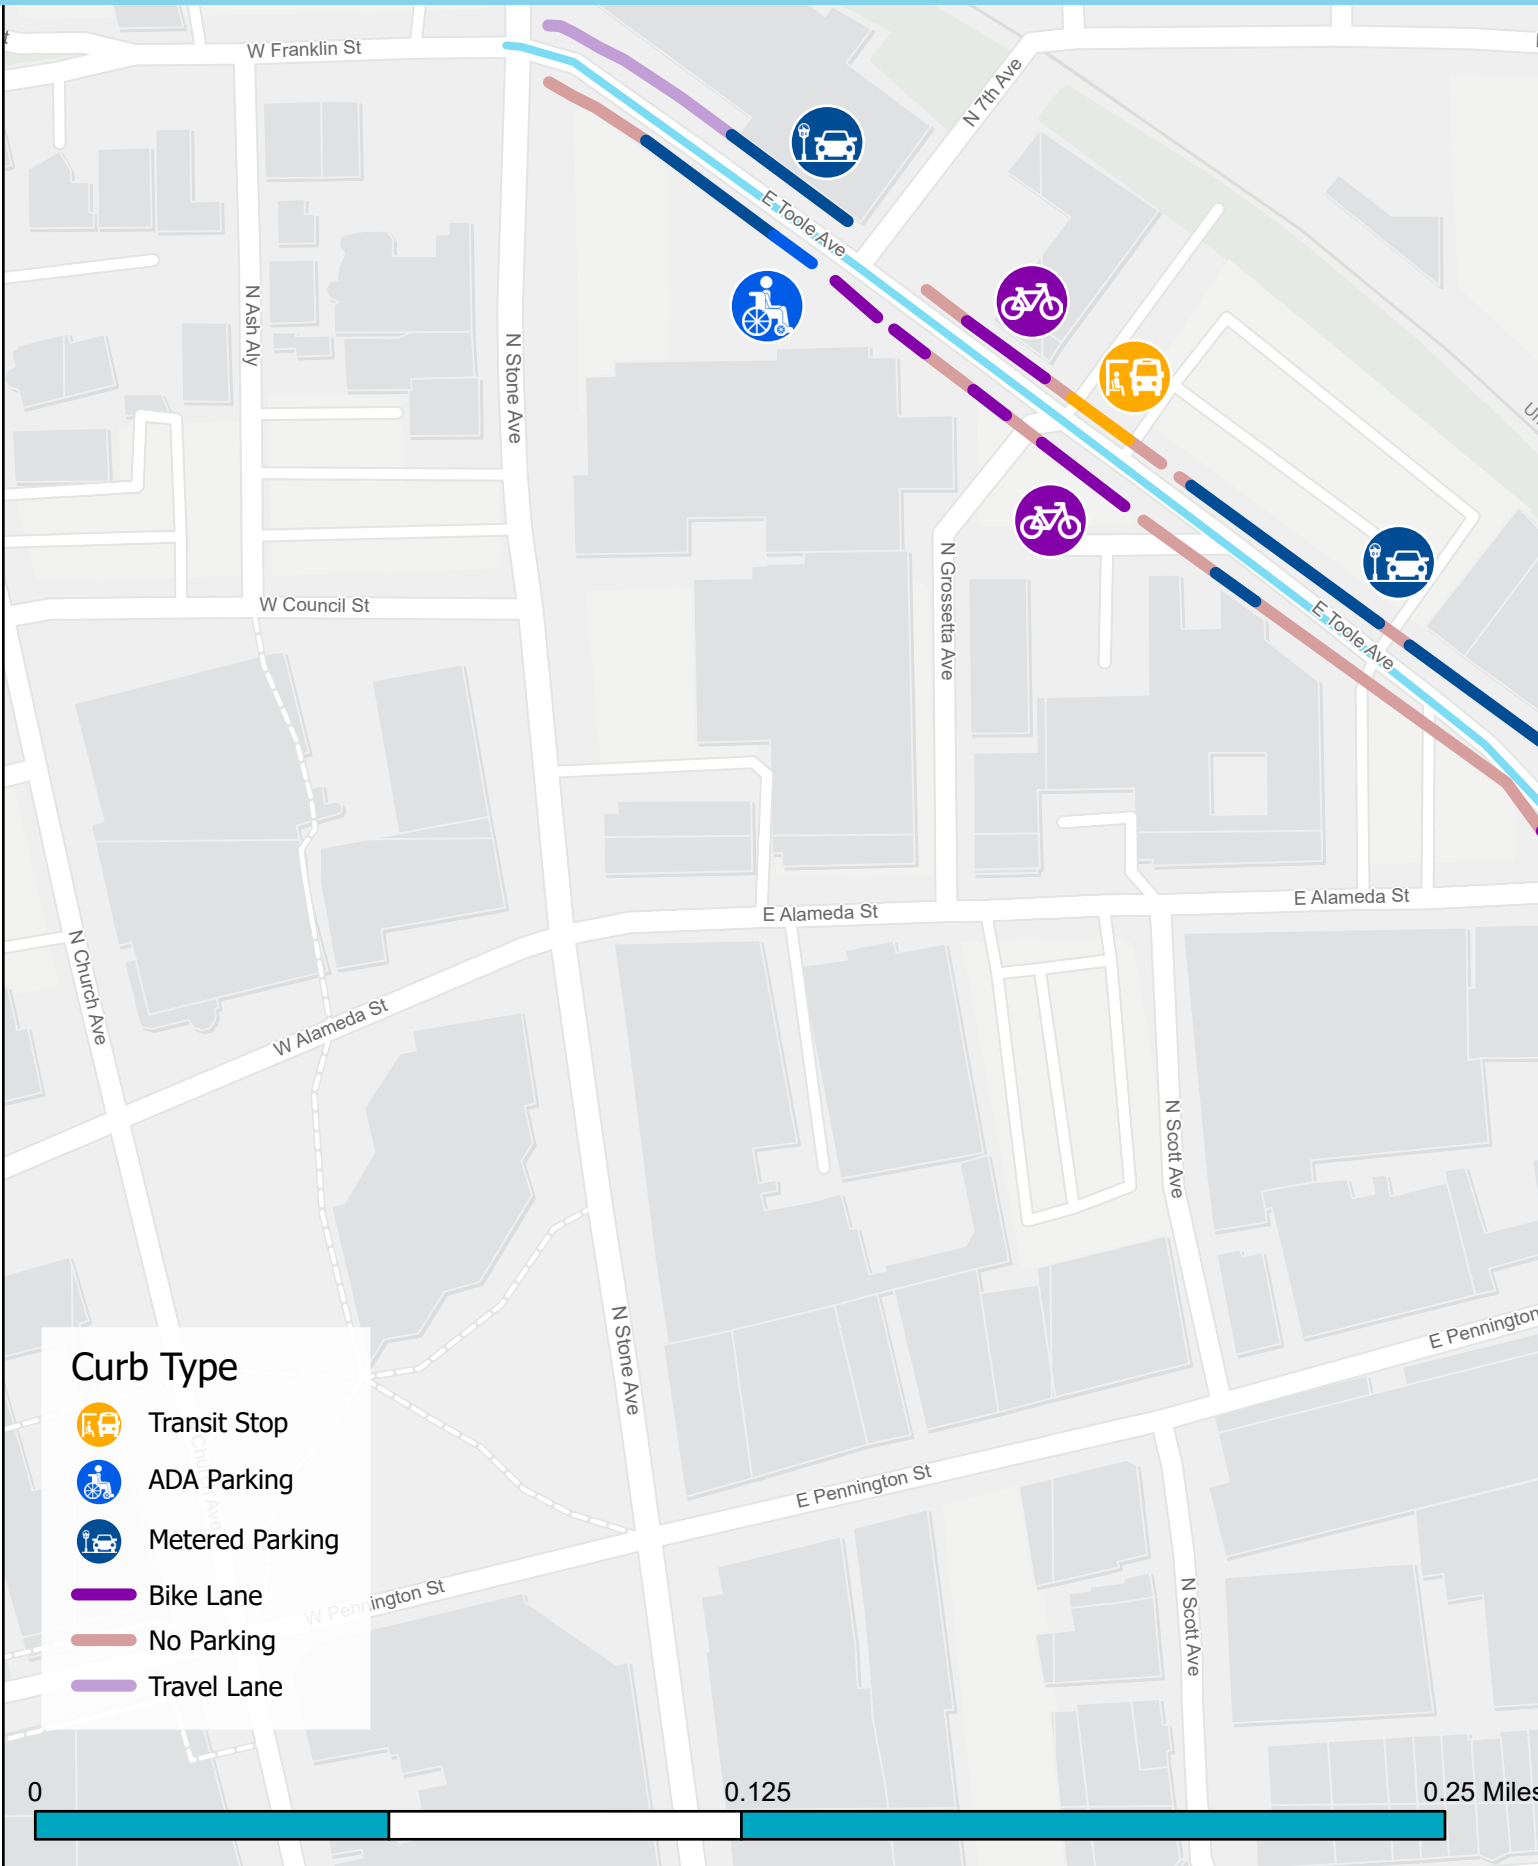 W Franklin St
N 7th Ave
E Toole Ave
N Ash Aly
N Stone Ave
N Grossetta Ave
W Council St
E Toole Ave
E Alameda St
E Alameda St
N Church Ave
W Alameda St
N Scott Ave
N Stone Ave
E Pennington
E Pennington St
W Pennington St
N Scott Ave
Curb Type
Transit Stop
ADA Parking
Metered Parking
Bike Lane
No Parking
Travel Lane
0
0.125
0.25 Miles